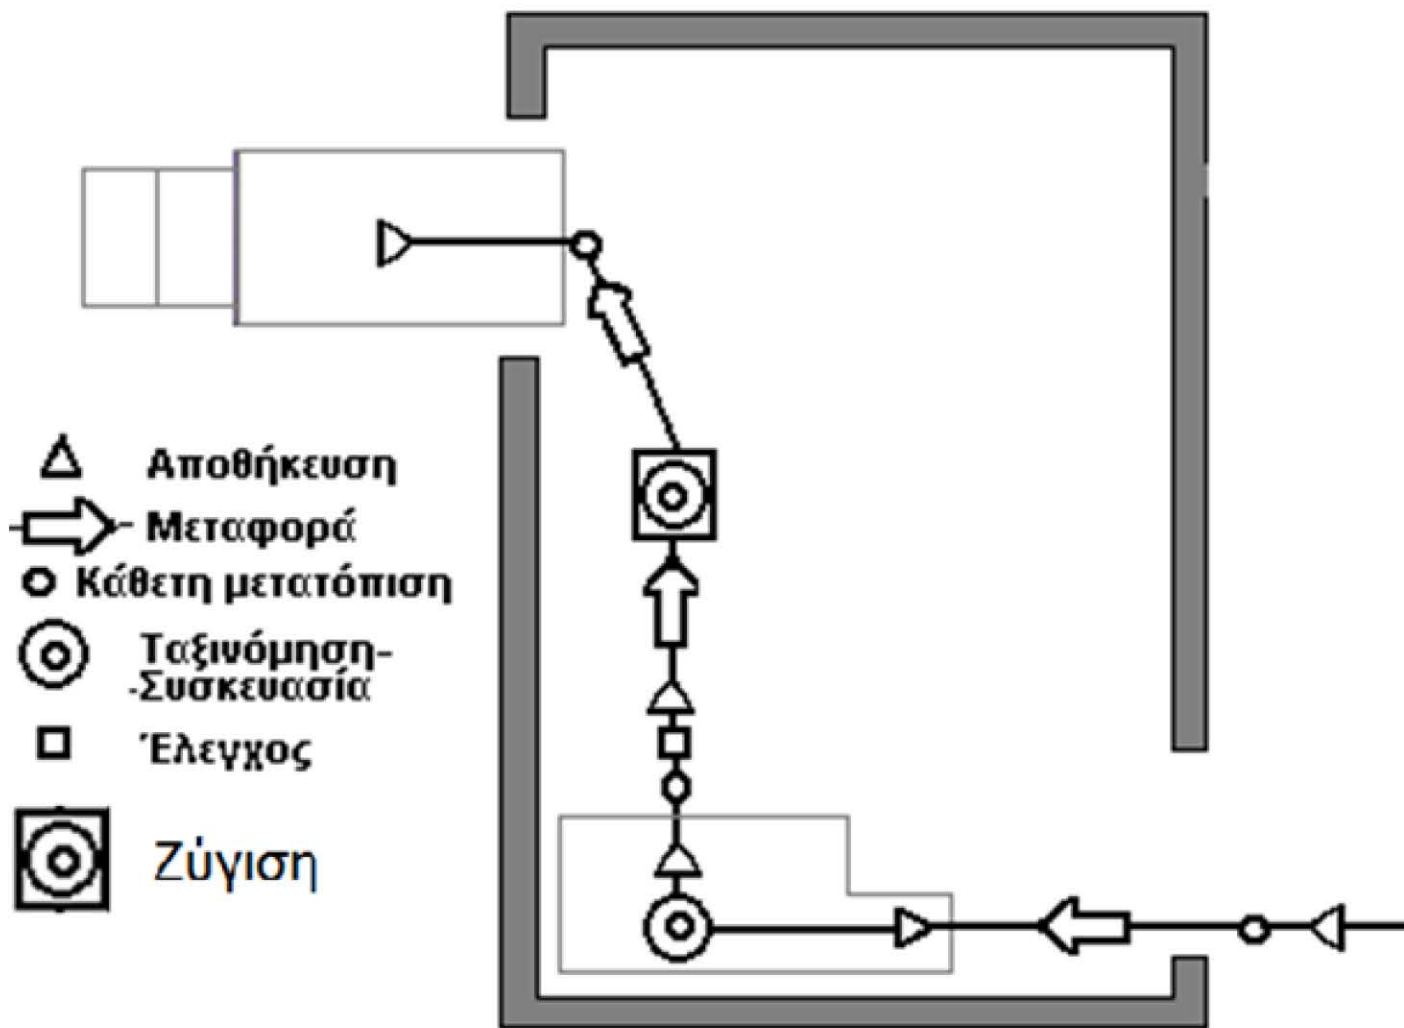 Αποθήκευση
Μεταφορά
Κάθετη μετατόπιση
Ταξινόμηση-
-Συσκευασία
Έλεγχος
Ζύγιση